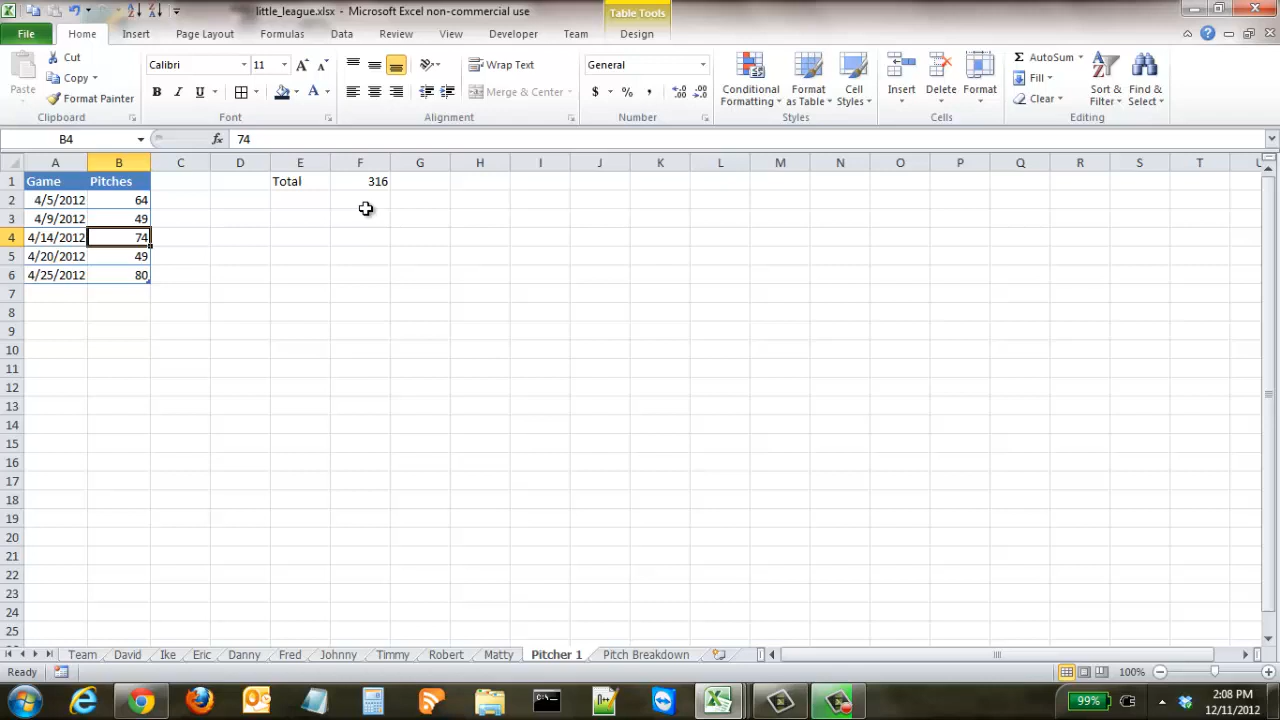 little_league.xlsx - Microsoft Excel non-commercial use
Table Tools
File Home Insert Page Layout Formulas Data Review View Developer Team Design
Paste
Cut
Copy
Format Painter
Clipboard
Calibri 11
B I U
Font
Wrap Text
Merge & Center
Alignment
General
$ % ,
Number
Conditional Formatting
Format as Table
Cell Styles
Styles
Insert
Delete
Format
Cells
AutoSum
Fill
Clear
Sort & Filter
Find & Select
Editing
B4 fx 74
A B C D E F G H I J K L M N O P Q R S T U
1 Game Pitches Total 316
2 4/5/2012 64
3 4/9/2012 49
4 4/14/2012 74
5 4/20/2012 49
6 4/25/2012 80
7
8
9
10
11
12
13
14
15
16
17
18
19
20
21
22
23
24
25
Team David Ike Eric Danny Fred Johnny Timmy Robert Matty Pitcher 1 Pitch Breakdown
Ready 100%
99%
2:08 PM
12/11/2012